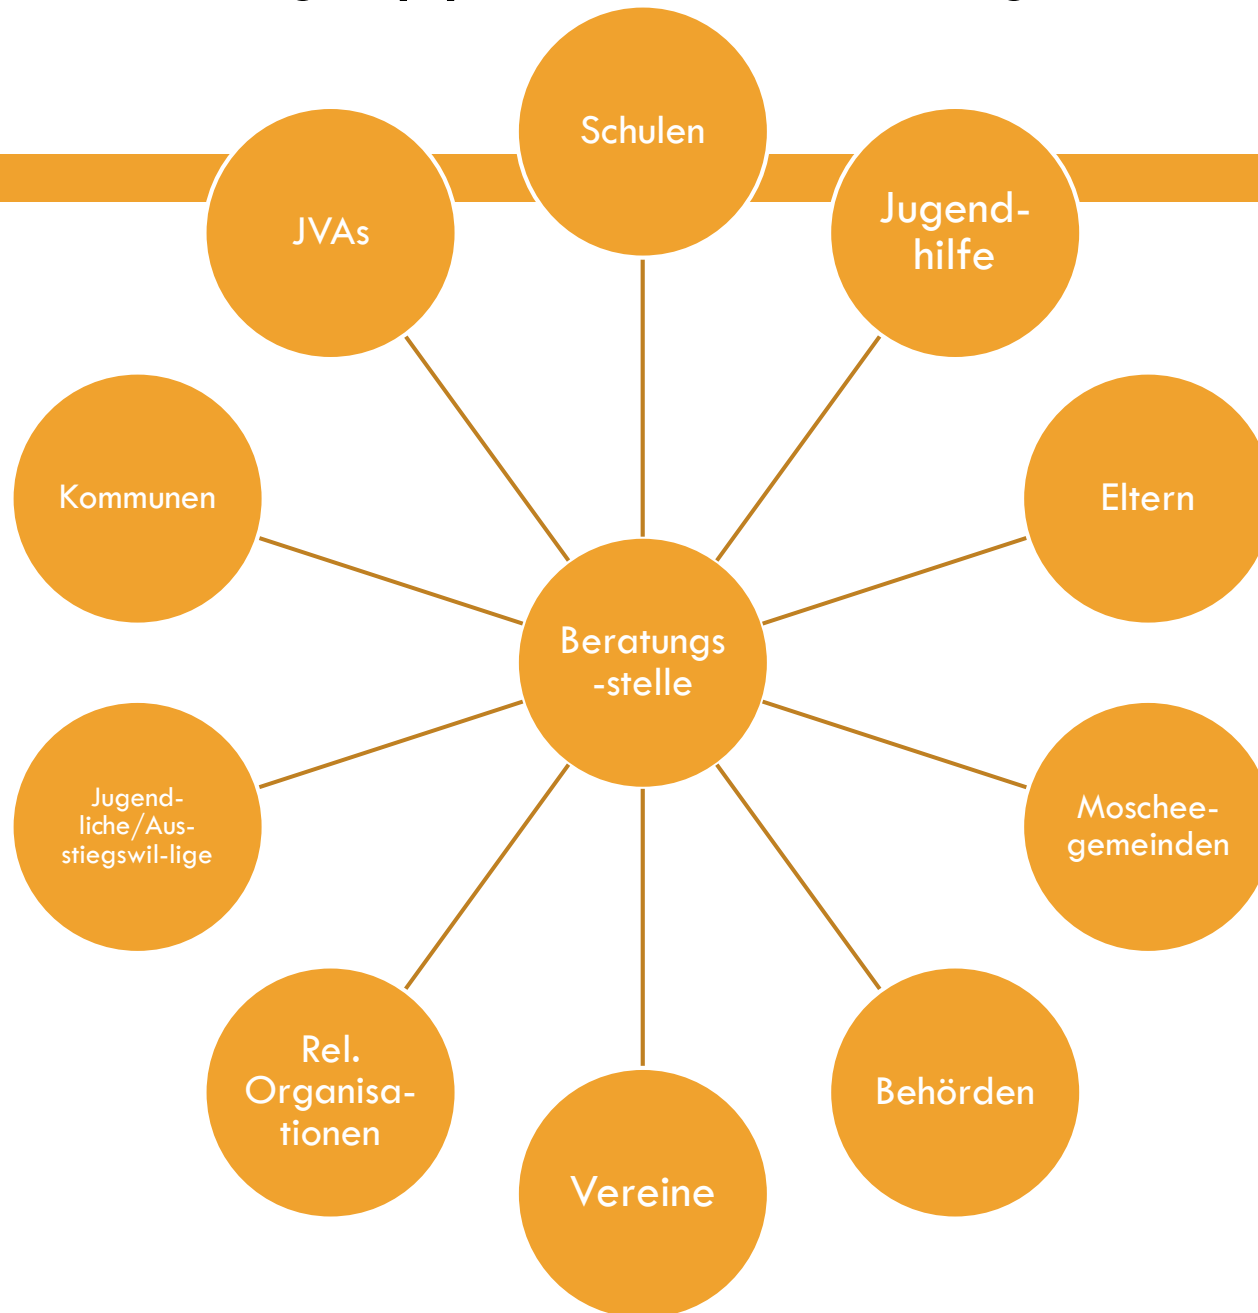 Schulen
JVAs
Jugend-
hilfe
Kommunen
Eltern
Beratungs
-stelle
Jugend-
liche/Aus-
stiegswil-lige
Moschee-
gemeinden
Rel.
Organisa-
tionen
Behörden
Vereine